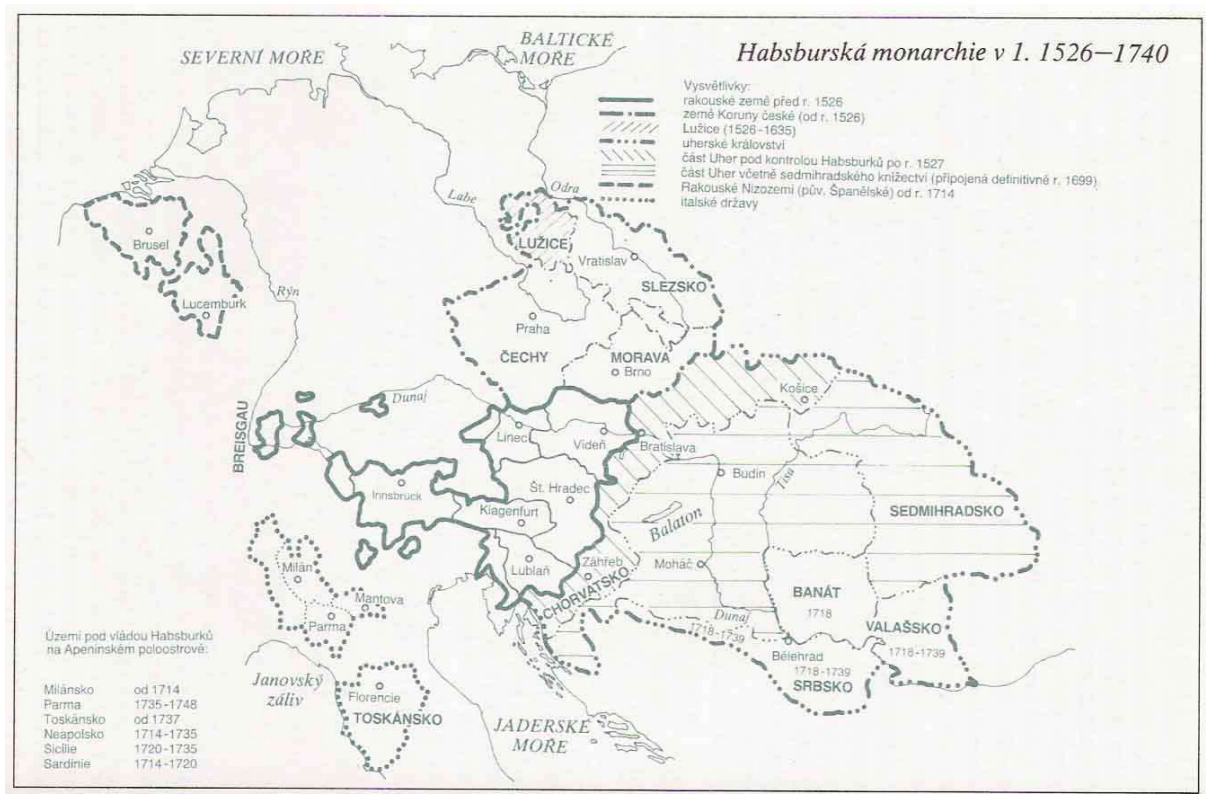 Habsburská monarchie v 1. 1526–1740
Vysvětlivky:
rakouské země před r. 1526
země Koruny české (od r. 1526)
Lužice (1526-1635)
uherské království
část Uher pod kontrolou Habsburků po r. 1527
část Uher včetně sedmihradského knížectví (připojená definitivně r. 1699)
Rakouské Nizozemí (pův. Španělské) od r. 1714
italské državy
SEVERNÍ MOŘE
BALTICKÉ
MOŘE
Labe
Odra
Brusel
Lucemburk
Rýn
LUŽICE
Vratislav
SLEZSKO
Praha
ČECHY
MORAVA
Brno
Košice
Dunaj
BREISGAU
Linec
Vídeň
Bratislava
Innsbruck
Št. Hradec
Klagenfurt
Lublaň
Budín
Tisa
Balaton
SEDMIHRADSKO
Záhřeb
CHORVATSKO
Moháč
BANÁT
1718
Dunaj
1718-1739
VALAŠSKO
1718-1739
Bělehrad
1718-1739
SRBSKO
Milán
Mantova
Parma
Janovský
záliv
Florencie
TOSKÁNSKO
JADERSKÉ
MOŘE
Území pod vládou Habsburků
na Apeninském poloostrově:
Milánsko od 1714
Parma 1735-1748
Toskánsko od 1737
Neapolsko 1714-1735
Sicílie 1720-1735
Sardinie 1714-1720